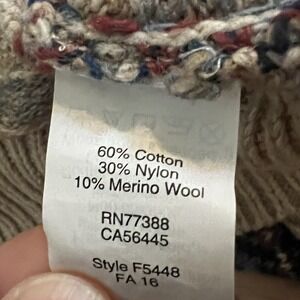 60% Cotton
30% Nylon
10% Merino Wool
RN77388
CA56445
Style F5448
FA 16